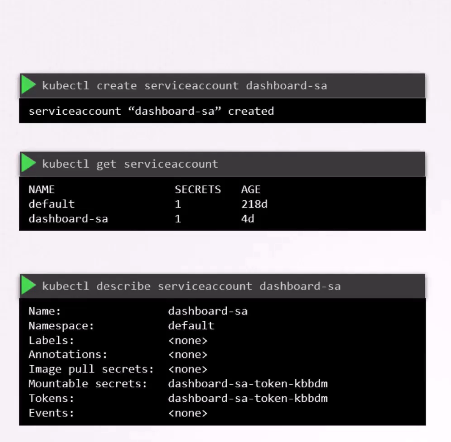 kubectl create serviceaccount dashboard-sa
serviceaccount “dashboard-sa” created
kubectl get serviceaccount
NAME SECRETS AGE
default 1 218d
dashboard-sa 1 4d
kubectl describe serviceaccount dashboard-sa
Name: dashboard-sa
Namespace: default
Labels: <none>
Annotations: <none>
Image pull secrets: <none>
Mountable secrets: dashboard-sa-token-kbbdm
Tokens: dashboard-sa-token-kbbdm
Events: <none>